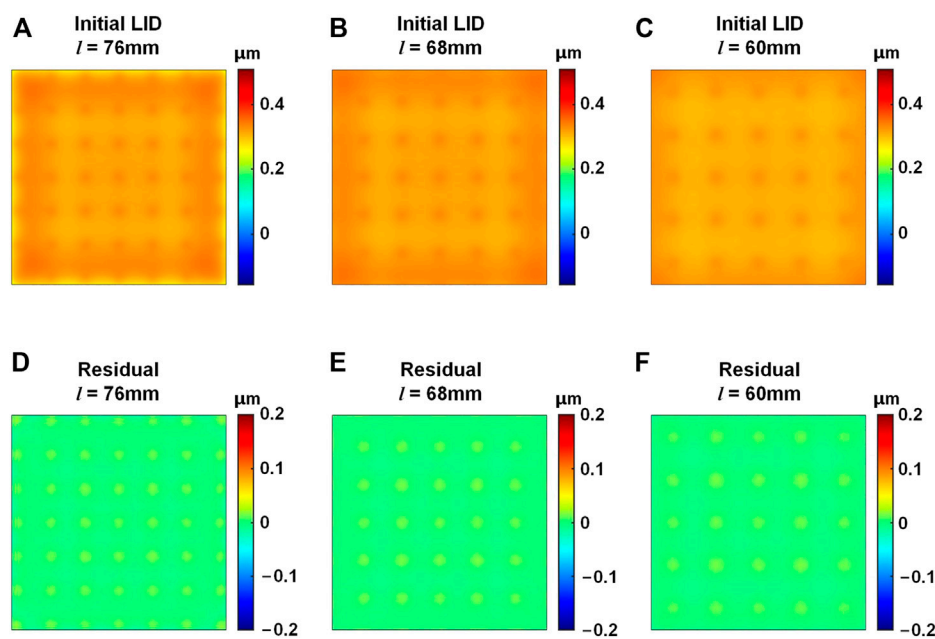 A
Initial LID
l = 76mm
µm
0.4
0.2
0
B
Initial LID
l = 68mm
µm
0.4
0.2
0
C
Initial LID
l = 60mm
µm
0.4
0.2
0
D
Residual
l = 76mm
µm
0.2
0.1
0
−0.1
−0.2
E
Residual
l = 68mm
µm
0.2
0.1
0
−0.1
−0.2
F
Residual
l = 60mm
µm
0.2
0.1
0
−0.1
−0.2